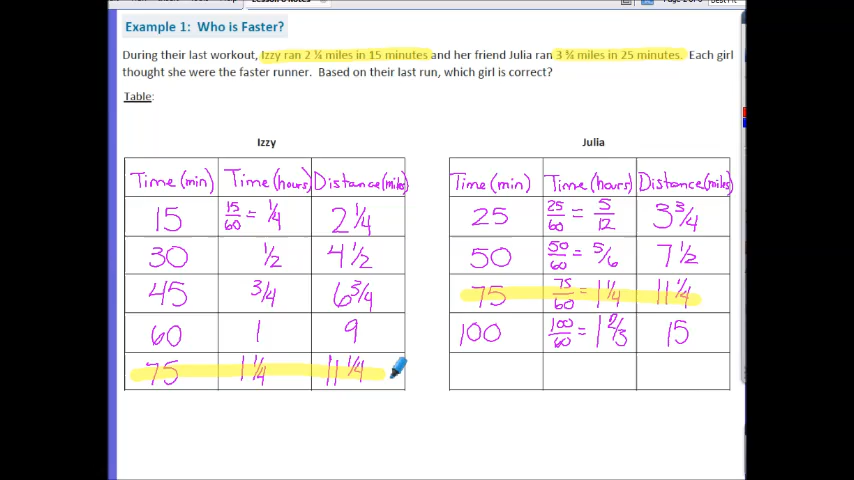 Example 1: Who is Faster?
During their last workout, Izzy ran 2 ¼ miles in 15 minutes and her friend Julia ran 3 ¾ miles in 25 minutes. Each girl
thought she were the faster runner. Based on their last run, which girl is correct?
Table:
Izzy
Time (min) Time (hours) Distance (miles)
15 15/60 = 1/4 2 1/4
30 1/2 4 1/2
45 3/4 6 3/4
60 1 9
75 1 1/4 11 1/4
Julia
Time (min) Time (hours) Distance (miles)
25 25/60 = 5/12 3 3/4
50 50/60 = 5/6 7 1/2
75 75/60 = 1 1/4 11 1/4
100 100/60 = 1 2/3 15